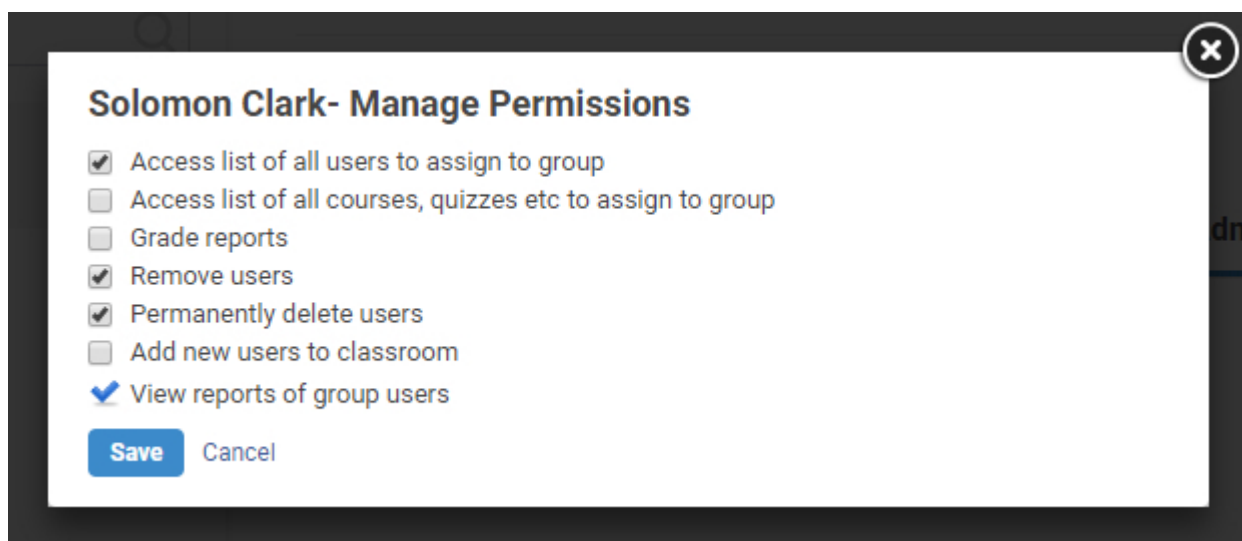 Solomon Clark- Manage Permissions
Access list of all users to assign to group
Access list of all courses, quizzes etc to assign to group
Grade reports
Remove users
Permanently delete users
Add new users to classroom
View reports of group users
Save Cancel